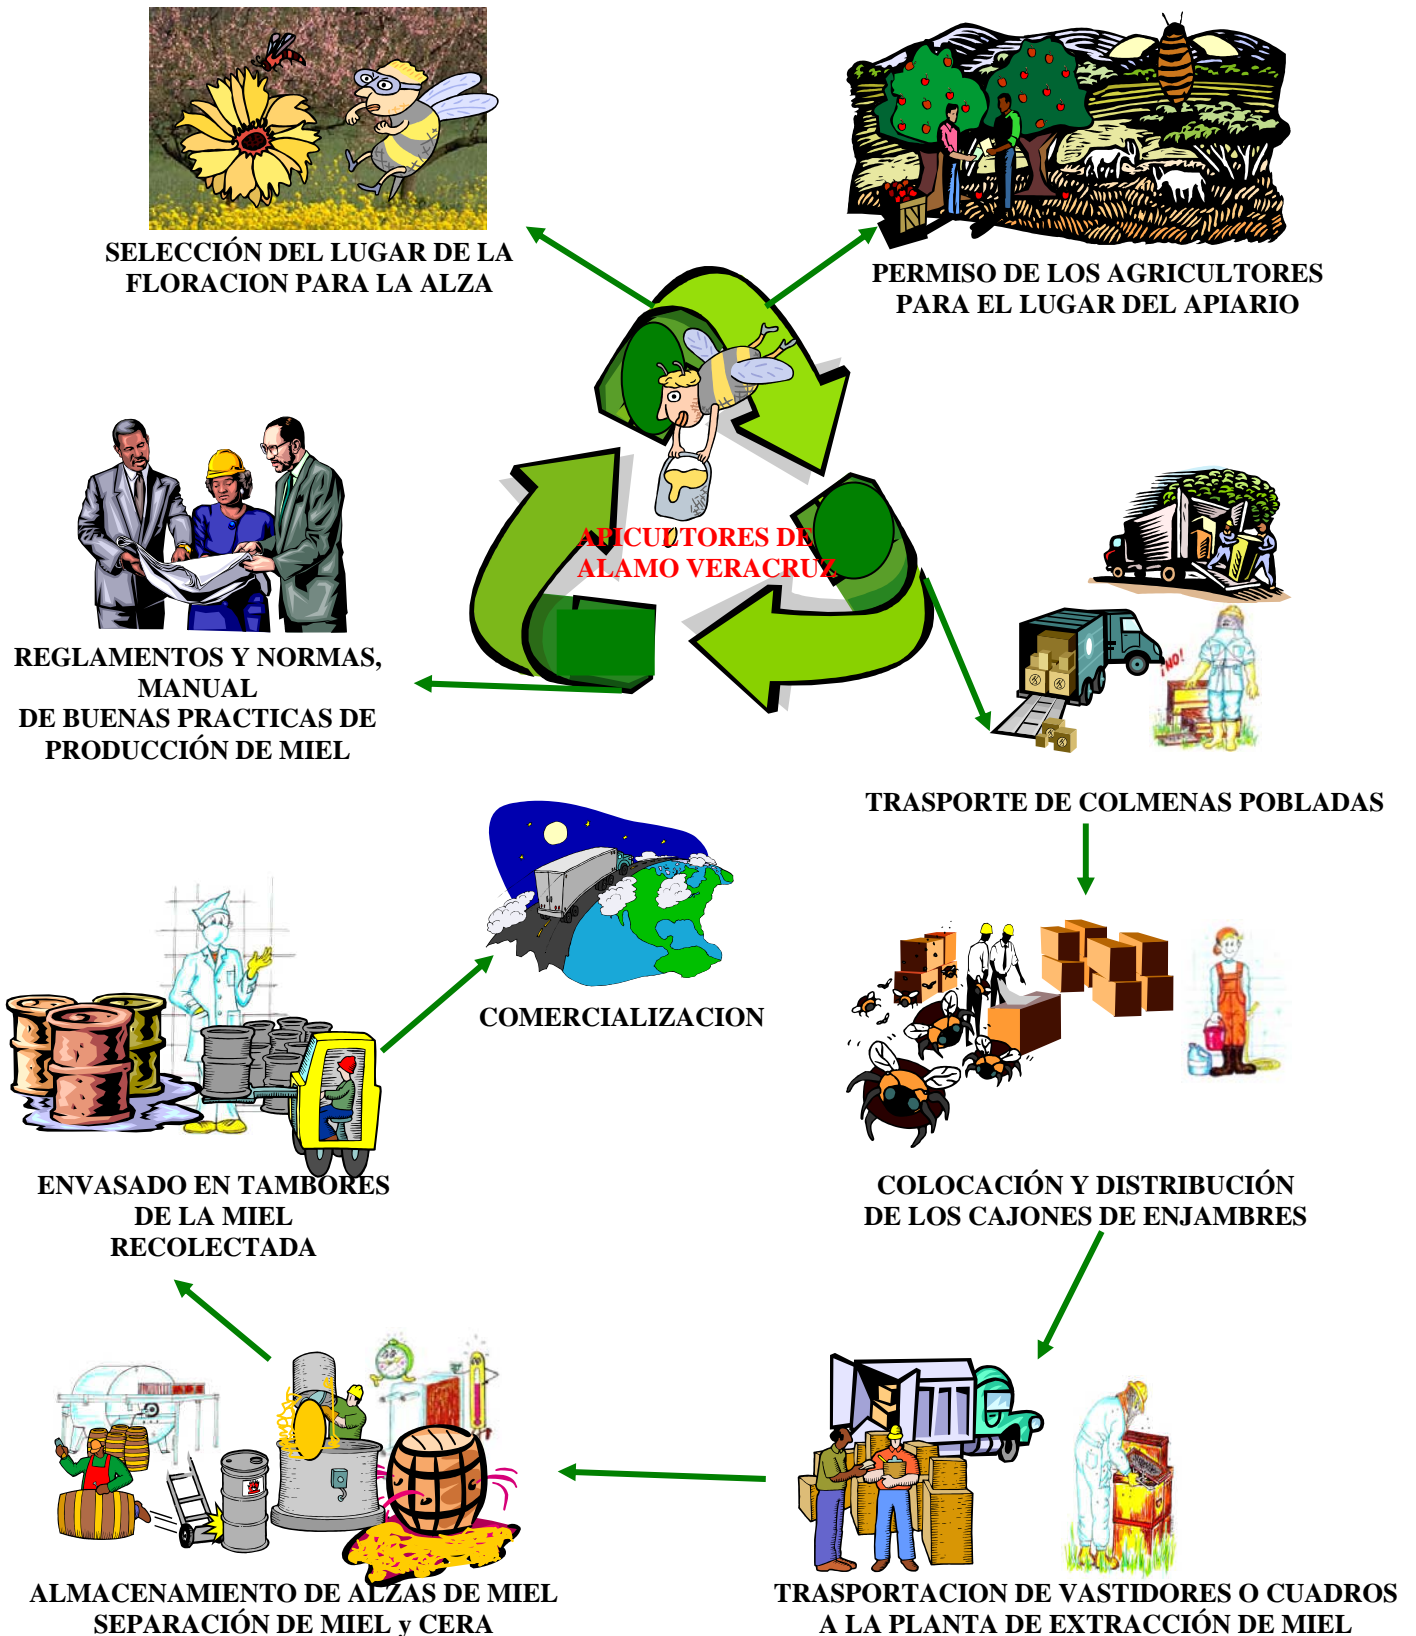 SELECCIÓN DEL LUGAR DE LA
FLORACION PARA LA ALZA
PERMISO DE LOS AGRICULTORES
PARA EL LUGAR DEL APIARIO
APICULTORES DE
ALAMO VERACRUZ
REGLAMENTOS Y NORMAS,
MANUAL
DE BUENAS PRACTICAS DE
PRODUCCIÓN DE MIEL
¡NO!
TRASPORTE DE COLMENAS POBLADAS
COMERCIALIZACION
ENVASADO EN TAMBORES
DE LA MIEL
RECOLECTADA
COLOCACIÓN Y DISTRIBUCIÓN
DE LOS CAJONES DE ENJAMBRES
ALMACENAMIENTO DE ALZAS DE MIEL
SEPARACIÓN DE MIEL y CERA
TRASPORTACION DE VASTIDORES O CUADROS
A LA PLANTA DE EXTRACCIÓN DE MIEL